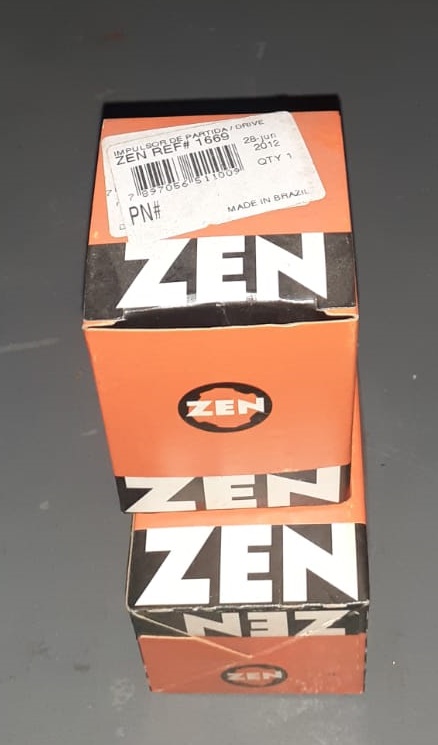 IMPULSOR DE PARTIDA / DRIVE
ZEN REF# 1669
28-jun
2012
QTY 1
7 897056 511009
PN#
MADE IN BRAZIL
ZEN
ZEN
ZEN
ZEN
ZEN
ZEN